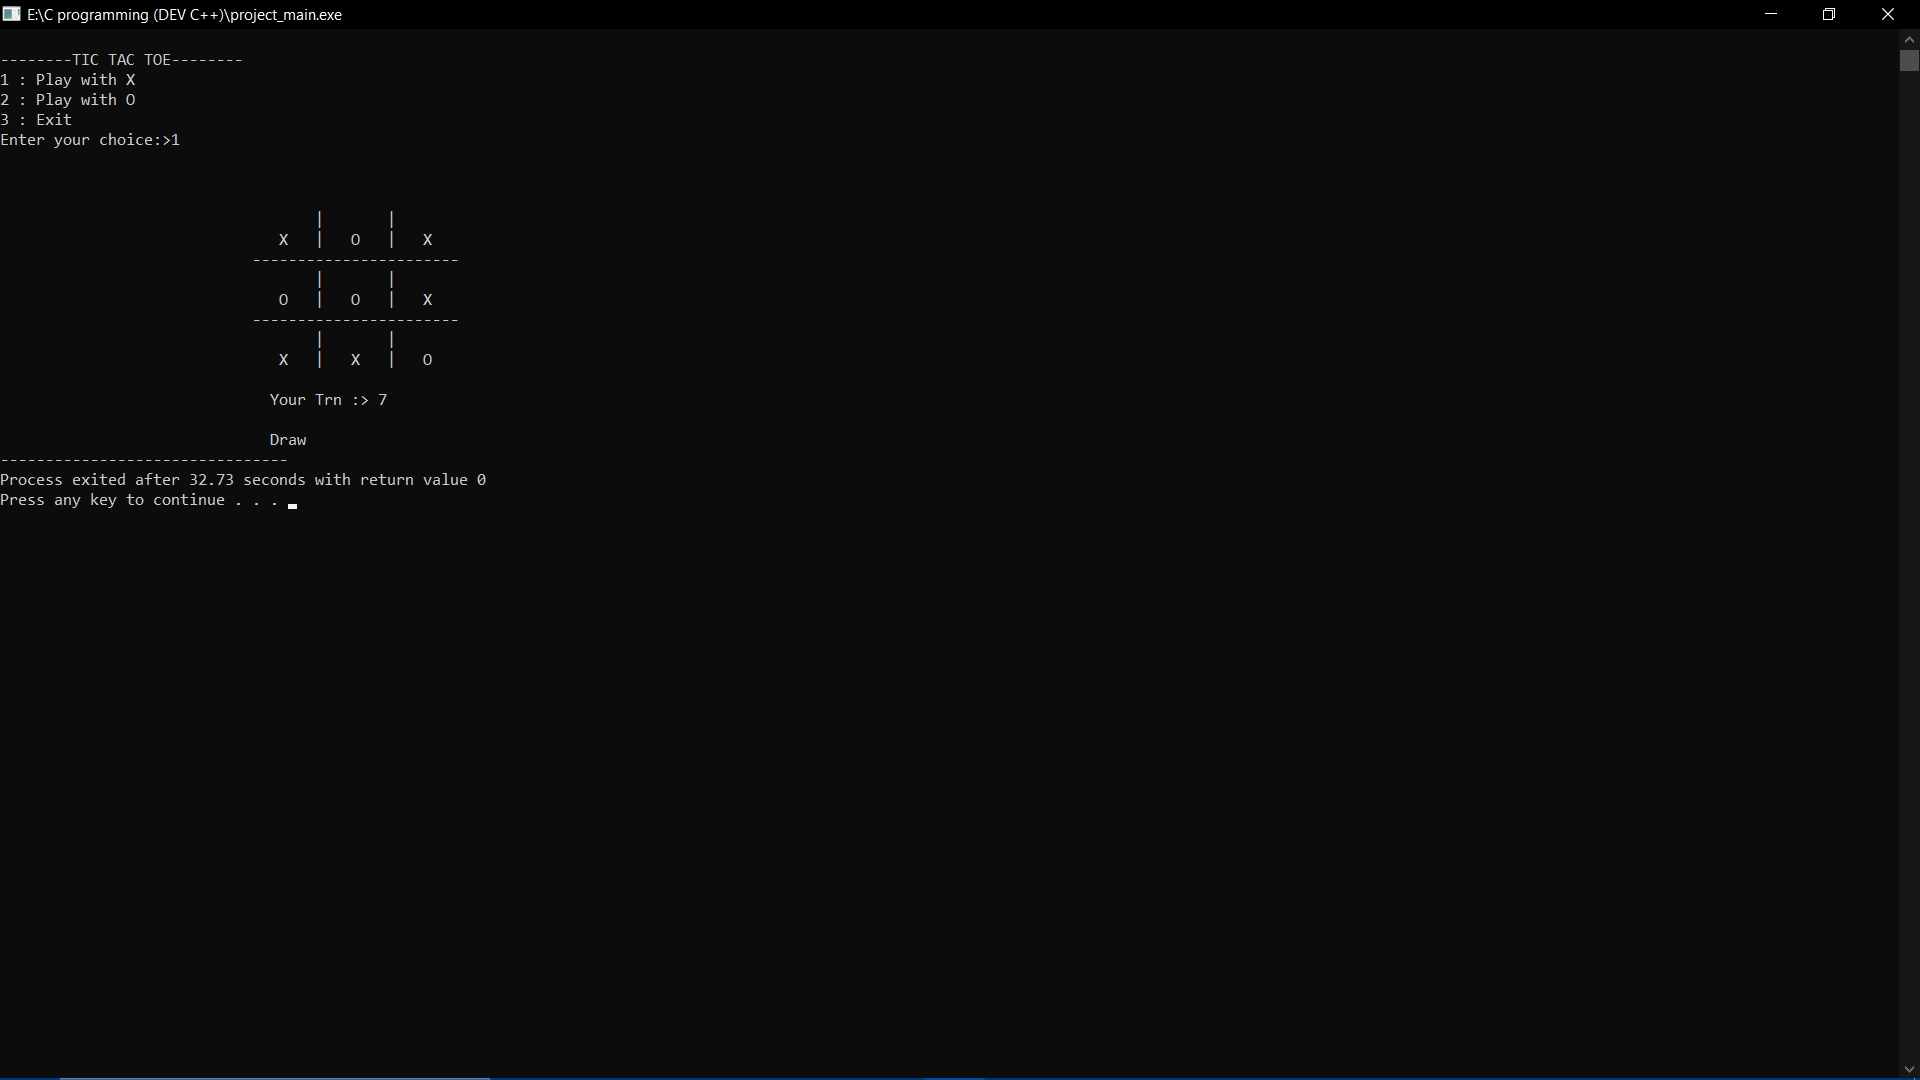 E:\C programming (DEV C++)\project_main.exe
--------TIC TAC TOE--------
1 : Play with X
2 : Play with O
3 : Exit
Enter your choice:>1
| |
X | O | X
-----------------------
| |
O | O | X
-----------------------
| |
X | X | O
Your Trn :> 7
Draw
--------------------------------
Process exited after 32.73 seconds with return value 0
Press any key to continue . . .